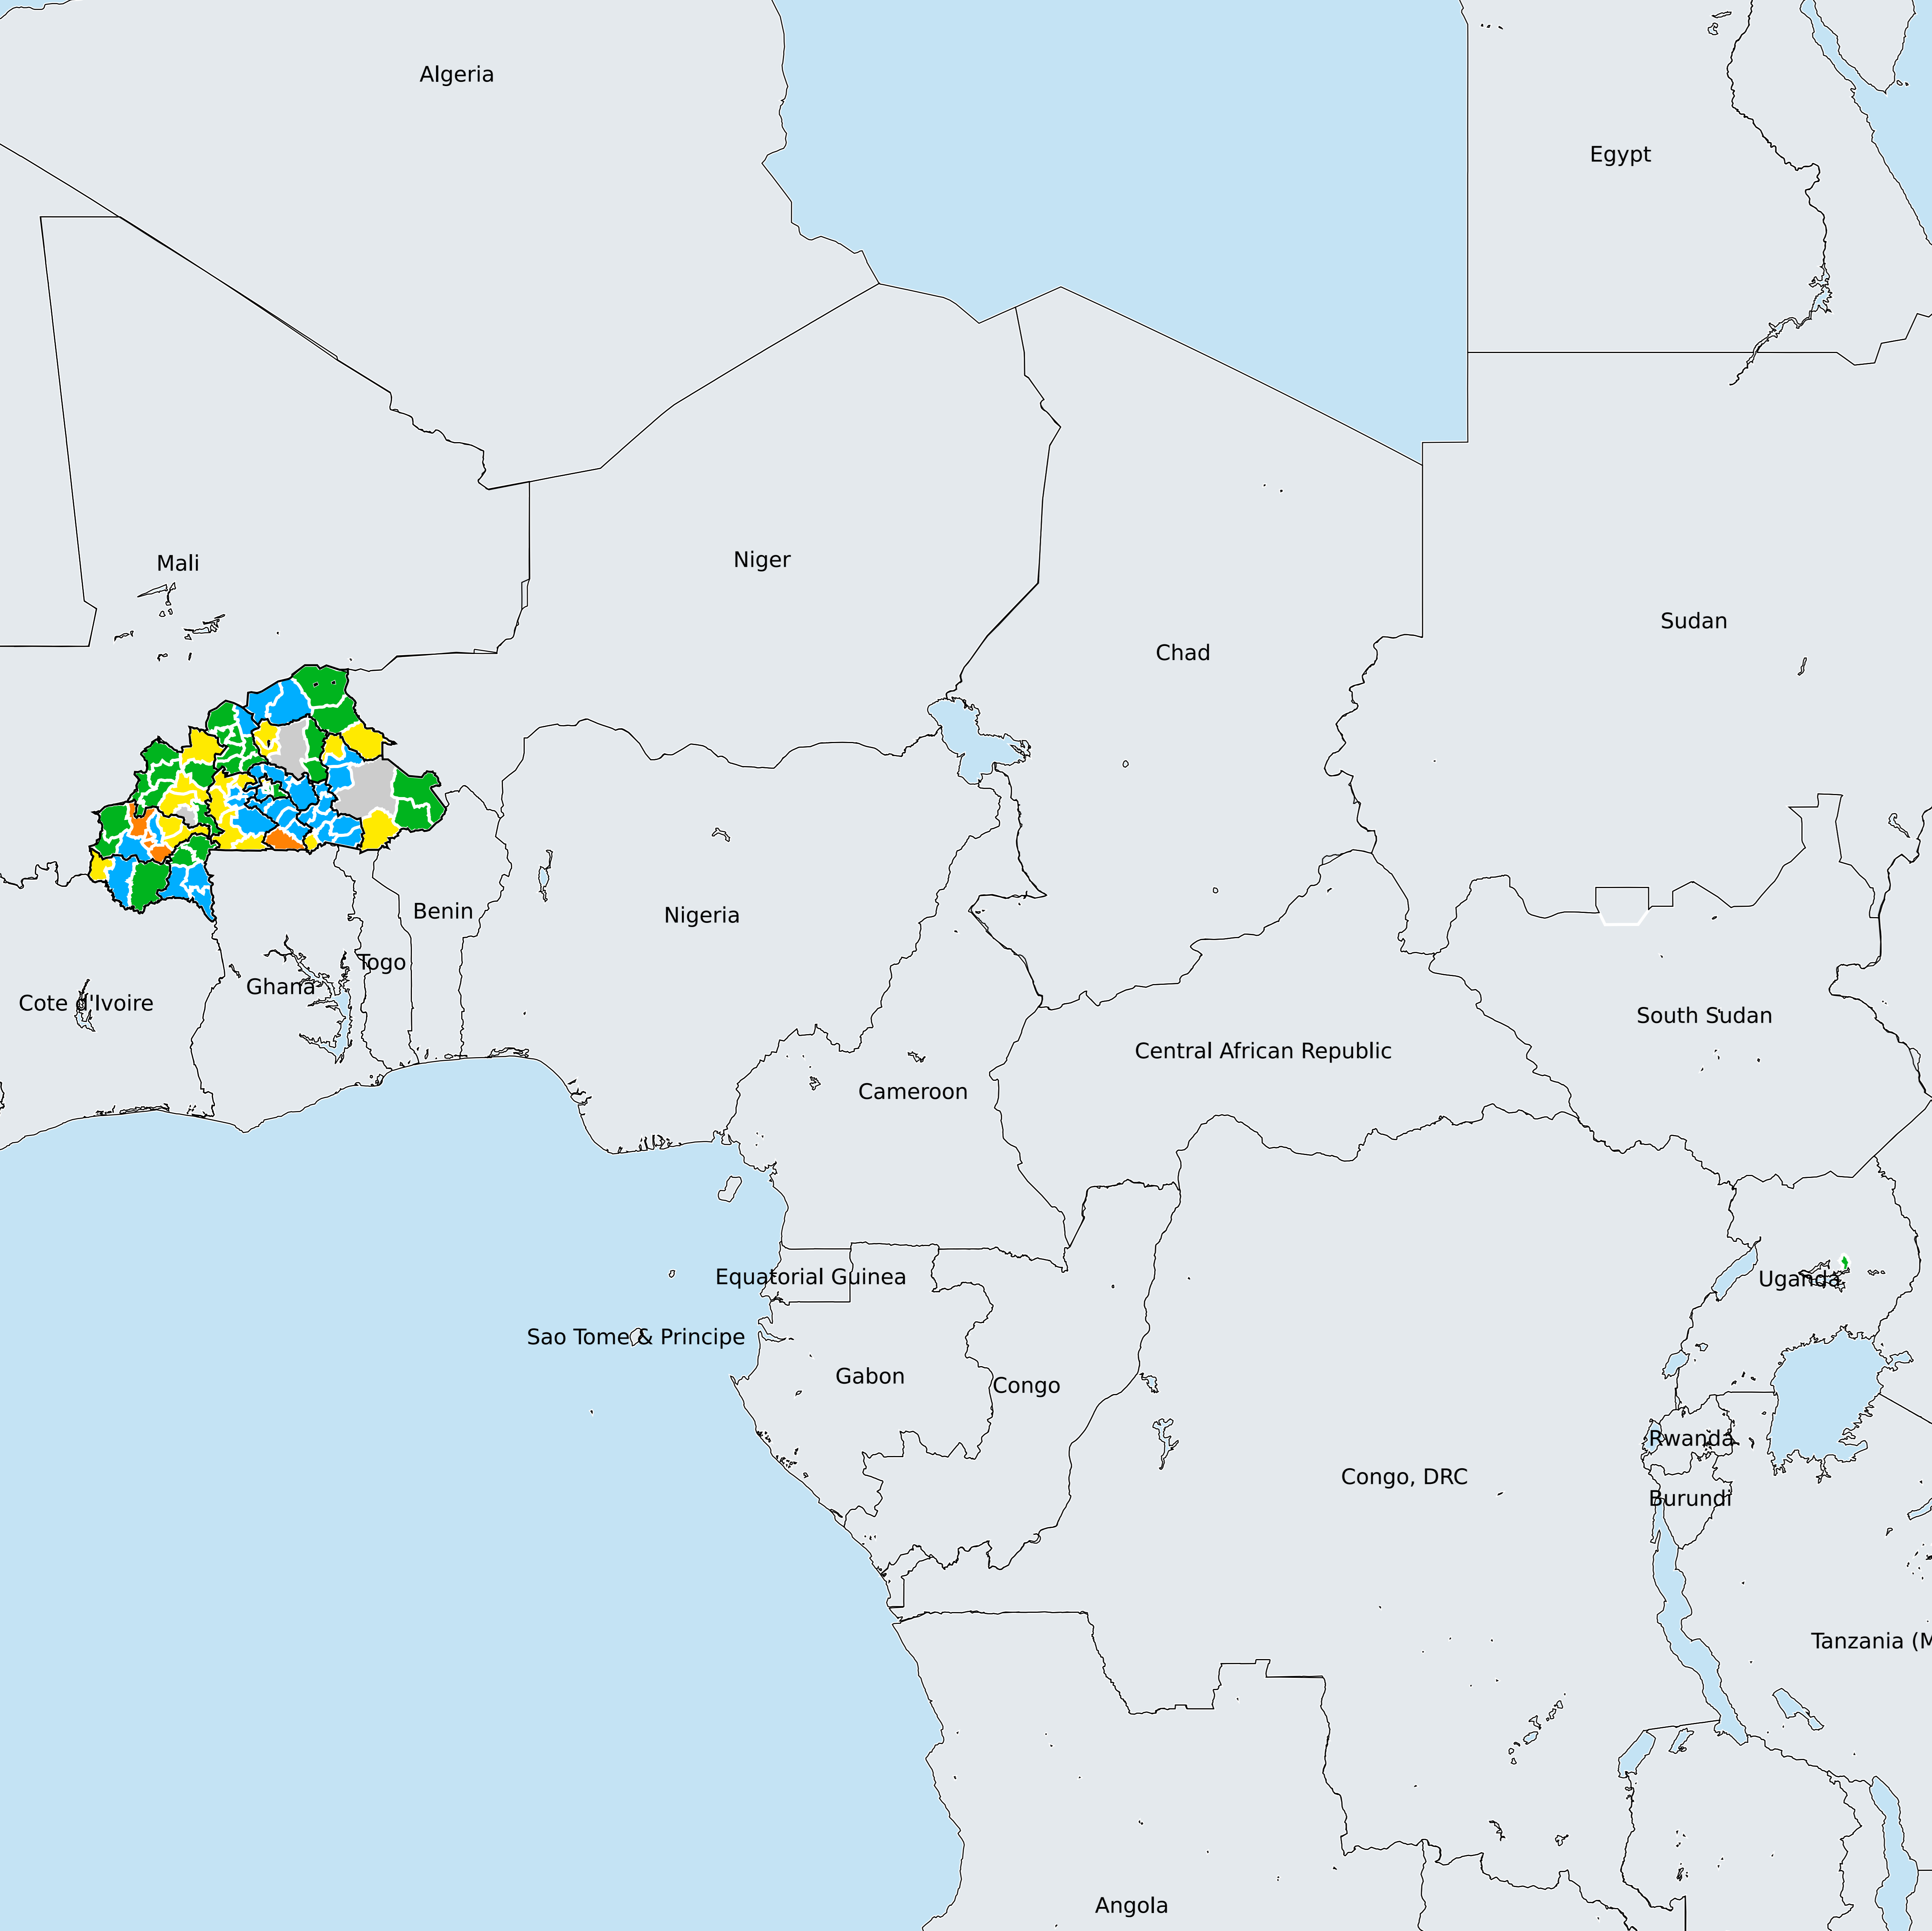 Algeria
Egypt
Mali
Niger
Sudan
Chad
Benin
Nigeria
Togo
Ghana
Cote d'Ivoire
South Sudan
Central African Republic
Cameroon
Equatorial Guinea
Uganda
Sao Tome & Principe
Gabon
Congo
Rwanda
Congo, DRC
Burundi
Tanzania (M
Angola